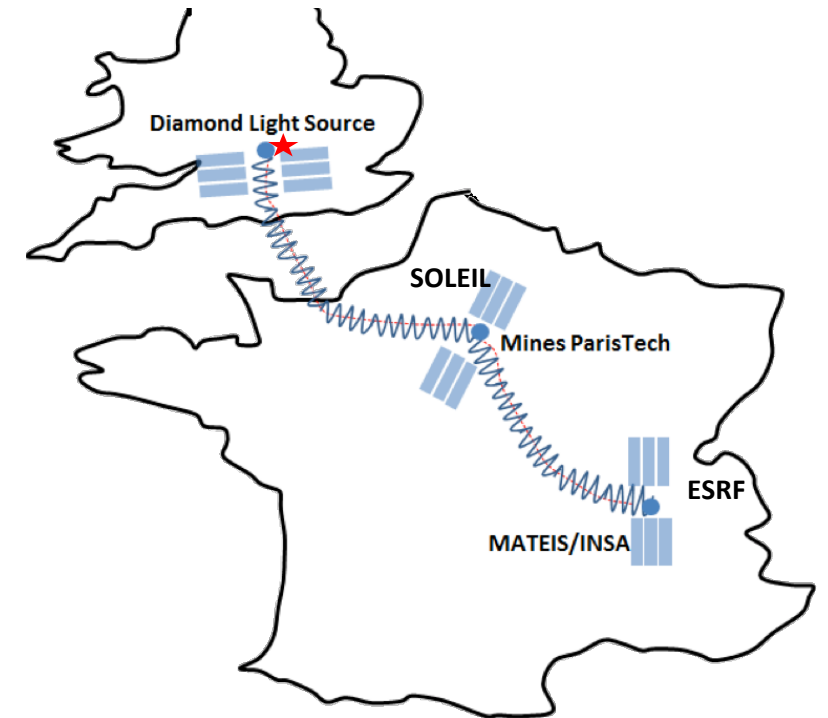 Diamond Light Source
SOLEIL
Mines ParisTech
ESRF
MATEIS/INSA